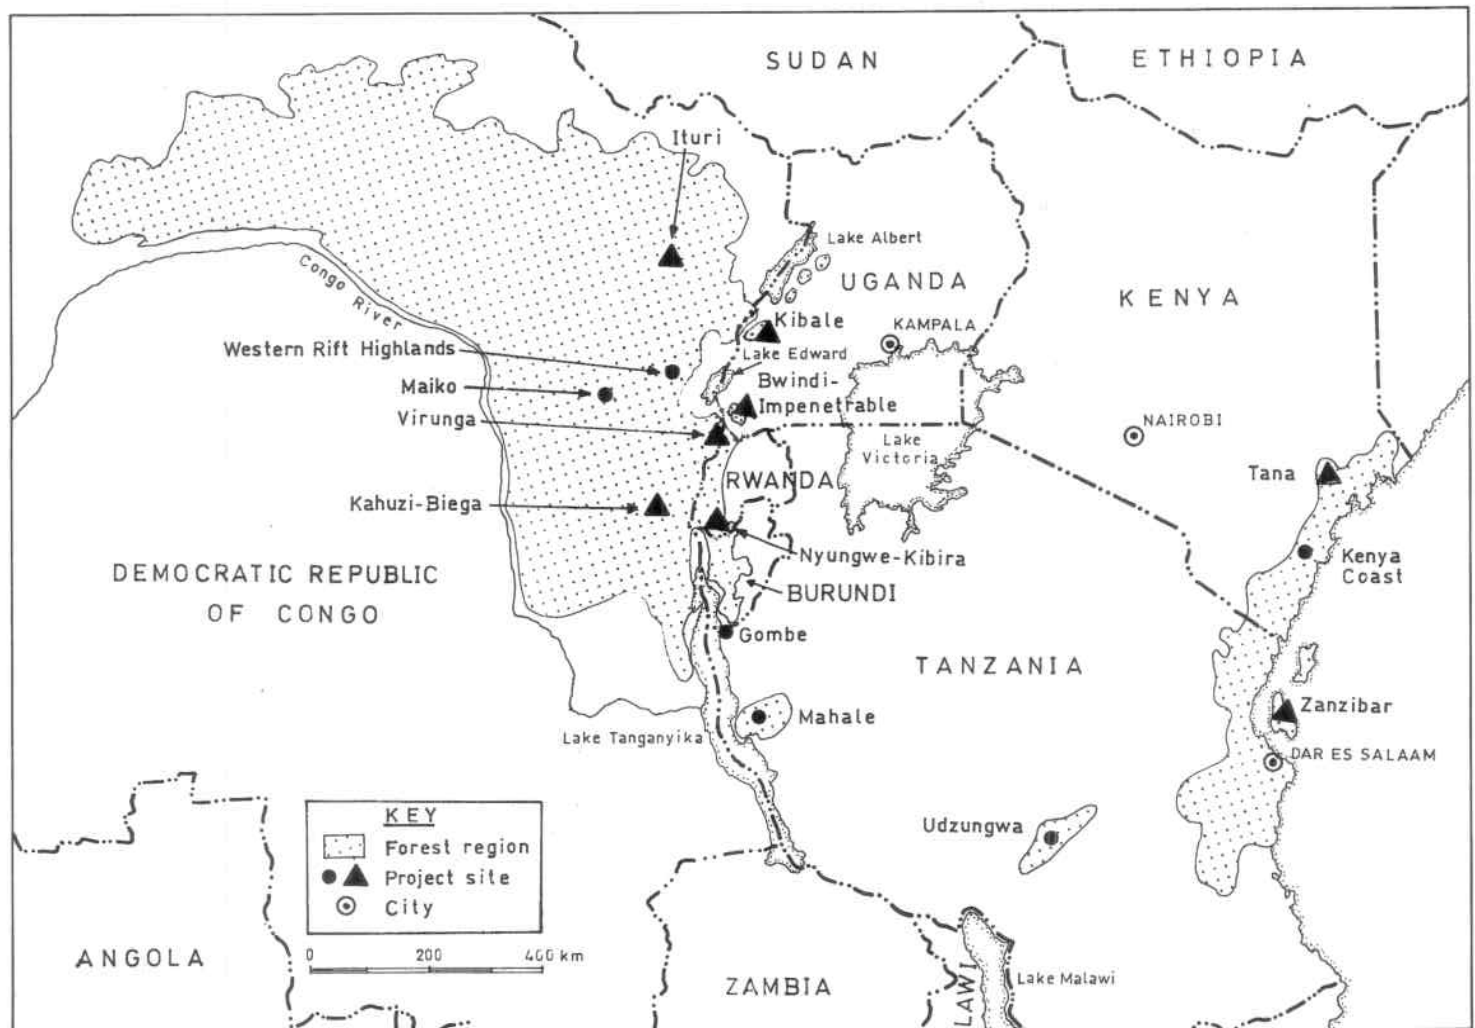 SUDAN
ETHIOPIA
Ituri
Lake Albert
UGANDA
KENYA
Congo River
Kibale
KAMPALA
Western Rift Highlands
Lake Edward
Maiko
Bwindi-
Impenetrable
Virunga
NAIROBI
Lake
Victoria
Tana
RWANDA
Kahuzi-Biega
Nyungwe-Kibira
Kenya
Coast
DEMOCRATIC REPUBLIC
OF CONGO
BURUNDI
Gombe
TANZANIA
Mahale
Zanzibar
Lake Tanganyika
DAR ES SALAAM
KEY
Forest region
Project site
City
Udzungwa
0 200 400 km
ANGOLA
ZAMBIA
LAWI
Lake Malawi